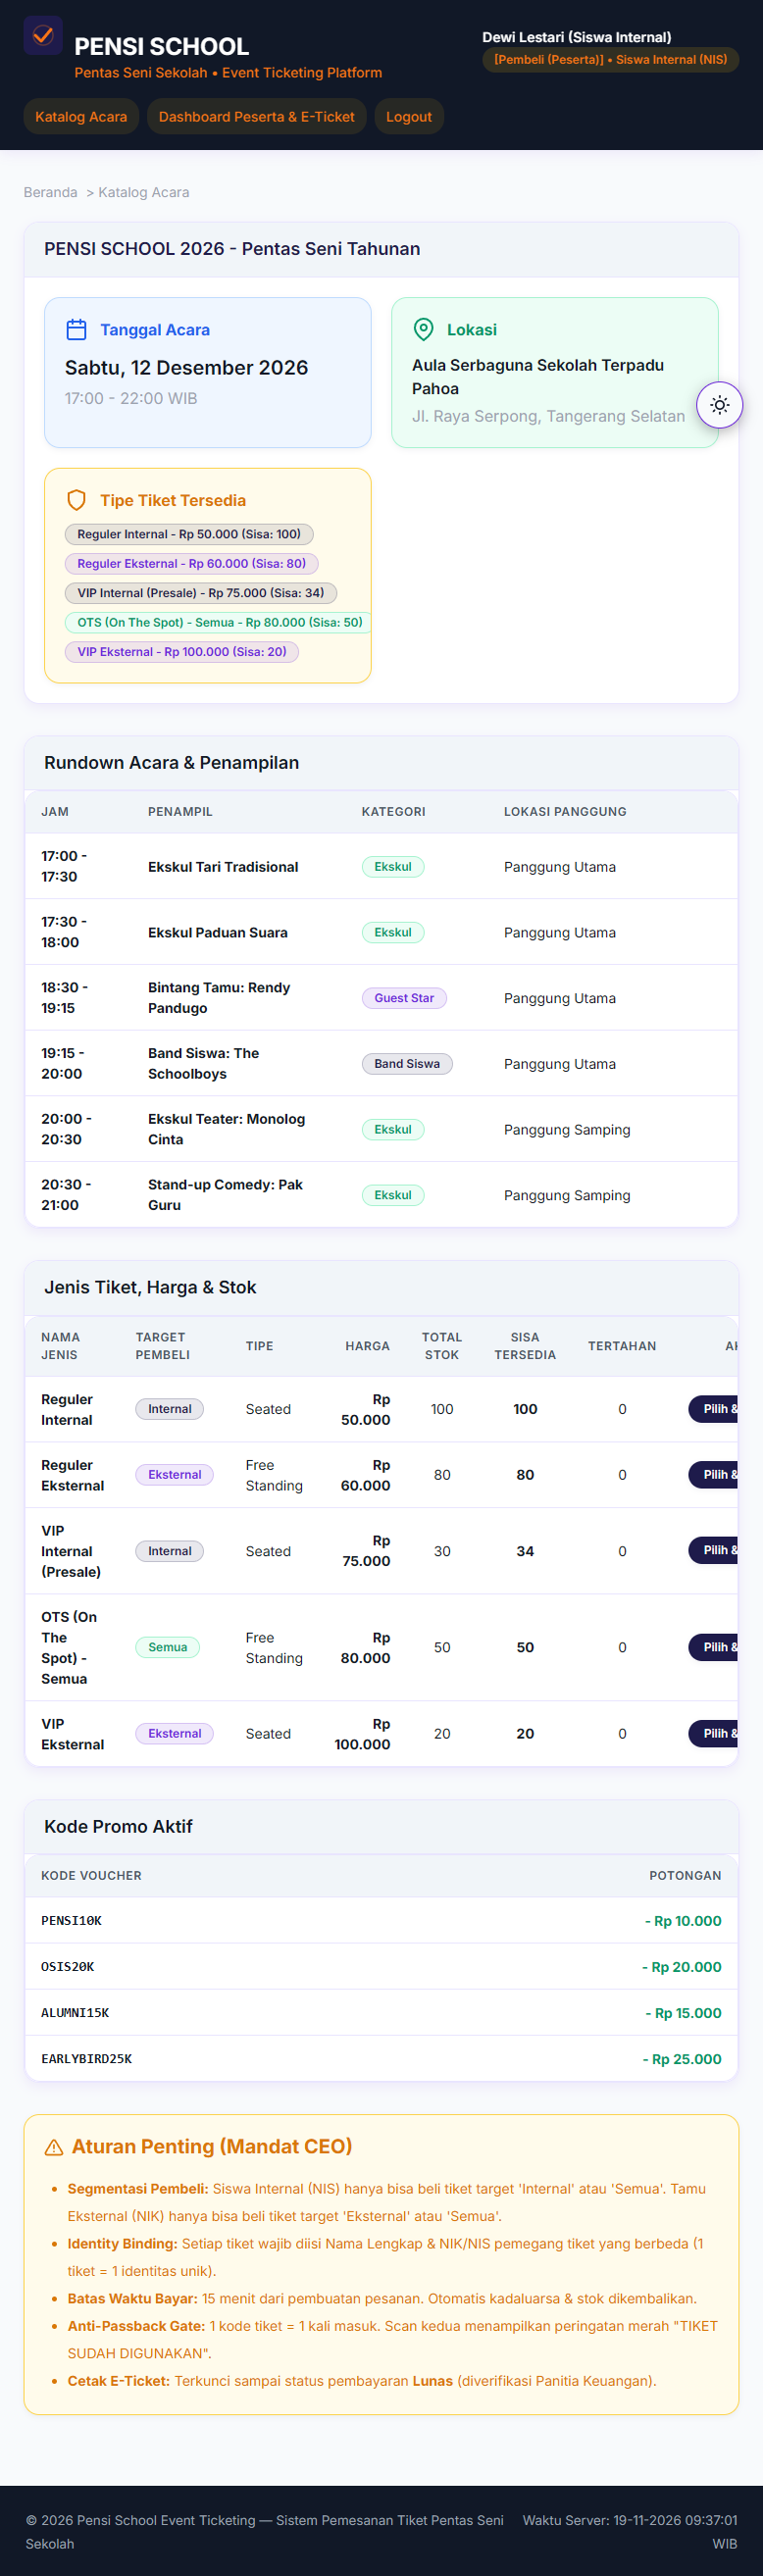 PENSI SCHOOL
Pentas Seni Sekolah • Event Ticketing Platform
Dewi Lestari (Siswa Internal)
[Pembeli (Peserta)] • Siswa Internal (NIS)
Katalog Acara
Dashboard Peserta & E-Ticket
Logout
Beranda > Katalog Acara
PENSI SCHOOL 2026 - Pentas Seni Tahunan
Tanggal Acara
Sabtu, 12 Desember 2026
17:00 - 22:00 WIB
Lokasi
Aula Serbaguna Sekolah Terpadu
Pahoa
Jl. Raya Serpong, Tangerang Selatan
Tipe Tiket Tersedia
Reguler Internal - Rp 50.000 (Sisa: 100)
Reguler Eksternal - Rp 60.000 (Sisa: 80)
VIP Internal (Presale) - Rp 75.000 (Sisa: 34)
OTS (On The Spot) - Semua - Rp 80.000 (Sisa: 50)
VIP Eksternal - Rp 100.000 (Sisa: 20)
Rundown Acara & Penampilan
JAM PENAMPIL KATEGORI LOKASI PANGGUNG
17:00 -
17:30
Ekskul Tari Tradisional
Ekskul
Panggung Utama
17:30 -
18:00
Ekskul Paduan Suara
Ekskul
Panggung Utama
18:30 -
19:15
Bintang Tamu: Rendy
Pandugo
Guest Star
Panggung Utama
19:15 -
20:00
Band Siswa: The
Schoolboys
Band Siswa
Panggung Utama
20:00 -
20:30
Ekskul Teater: Monolog
Cinta
Ekskul
Panggung Samping
20:30 -
21:00
Stand-up Comedy: Pak
Guru
Ekskul
Panggung Samping
Jenis Tiket, Harga & Stok
NAMA
JENIS
TARGET
PEMBELI
TIPE
HARGA
TOTAL
STOK
SISA
TERSEDIA
TERTAHAN
Reguler
Internal
Internal
Seated
Rp
50.000
100
100
0
Pilih &
Reguler
Eksternal
Eksternal
Free
Standing
Rp
60.000
80
80
0
Pilih &
VIP
Internal
(Presale)
Internal
Seated
Rp
75.000
30
34
0
Pilih &
OTS (On
The
Spot) -
Semua
Semua
Free
Standing
Rp
80.000
50
50
0
Pilih &
VIP
Eksternal
Eksternal
Seated
Rp
100.000
20
20
0
Pilih &
Kode Promo Aktif
KODE VOUCHER POTONGAN
PENSI10K - Rp 10.000
OSIS20K - Rp 20.000
ALUMNI15K - Rp 15.000
EARLYBIRD25K - Rp 25.000
Aturan Penting (Mandat CEO)
• Segmentasi Pembeli: Siswa Internal (NIS) hanya bisa beli tiket target 'Internal' atau 'Semua'. Tamu
Eksternal (NIK) hanya bisa beli tiket target 'Eksternal' atau 'Semua'.
• Identity Binding: Setiap tiket wajib diisi Nama Lengkap & NIK/NIS pemegang tiket yang berbeda (1
tiket = 1 identitas unik).
• Batas Waktu Bayar: 15 menit dari pembuatan pesanan. Otomatis kadaluarsa & stok dikembalikan.
• Anti-Passback Gate: 1 kode tiket = 1 kali masuk. Scan kedua menampilkan peringatan merah "TIKET
SUDAH DIGUNAKAN".
• Cetak E-Ticket: Terkunci sampai status pembayaran Lunas (diverifikasi Panitia Keuangan).
© 2026 Pensi School Event Ticketing — Sistem Pemesanan Tiket Pentas Seni
Sekolah
Waktu Server: 19-11-2026 09:37:01
WIB